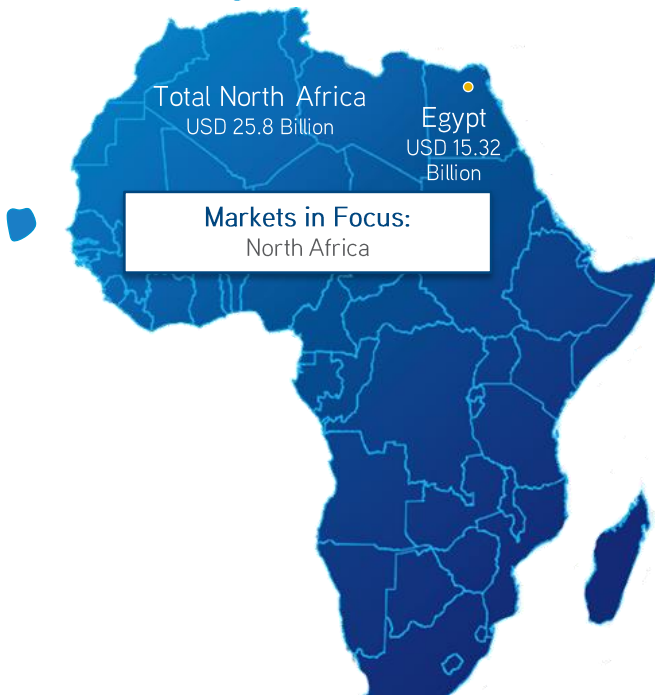 Total North Africa
USD 25.8 Billion
Egypt
USD 15.32
Billion
Markets in Focus:
North Africa